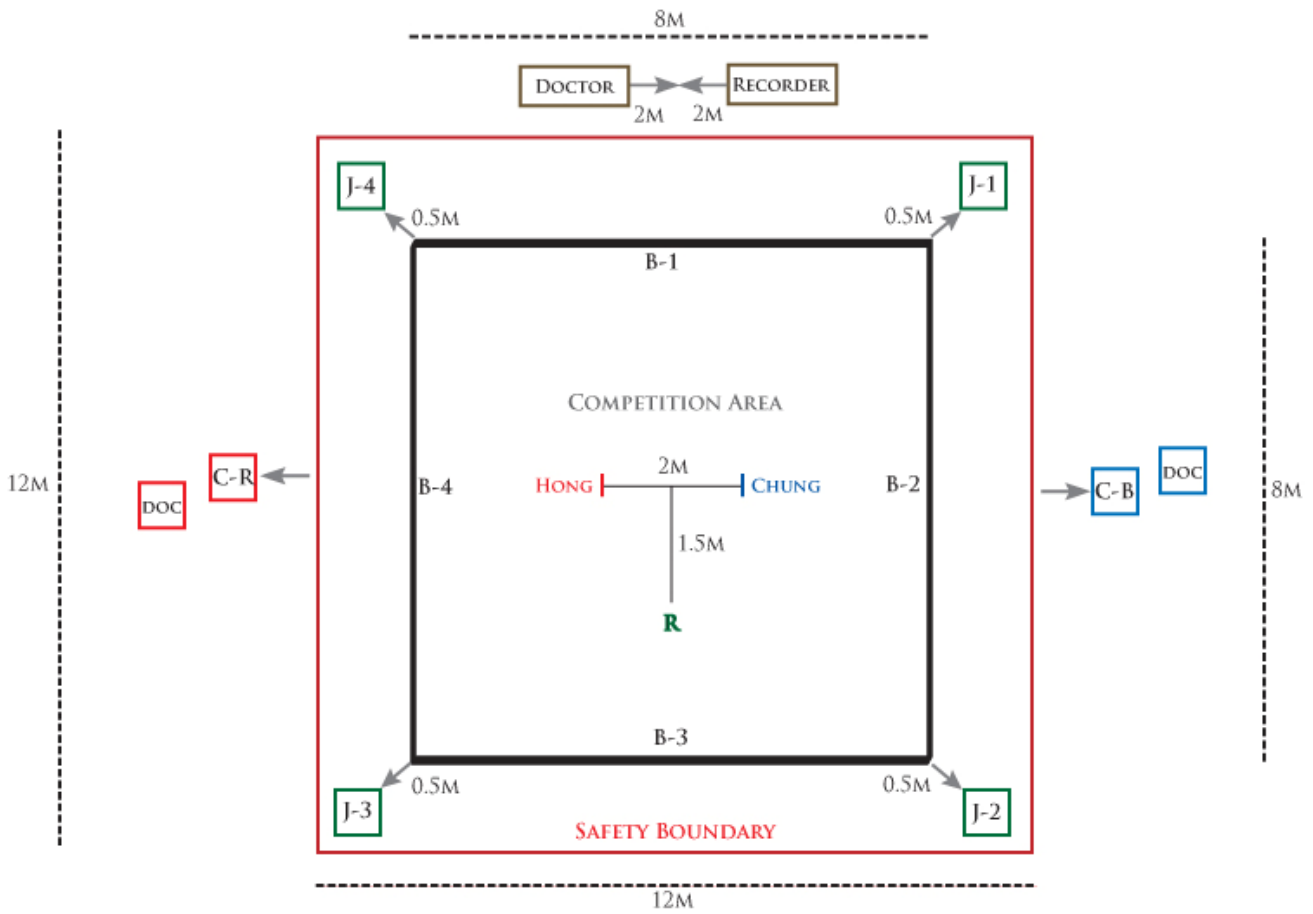 8M
DOCTOR
RECORDER
2M
2M
J-4
J-1
0.5M
0.5M
B-1
COMPETITION AREA
2M
HONG
CHUNG
1.5M
R
B-4
B-2
12M
DOC
C-R
C-B
DOC
8M
B-3
0.5M
0.5M
J-3
J-2
SAFETY BOUNDARY
12M